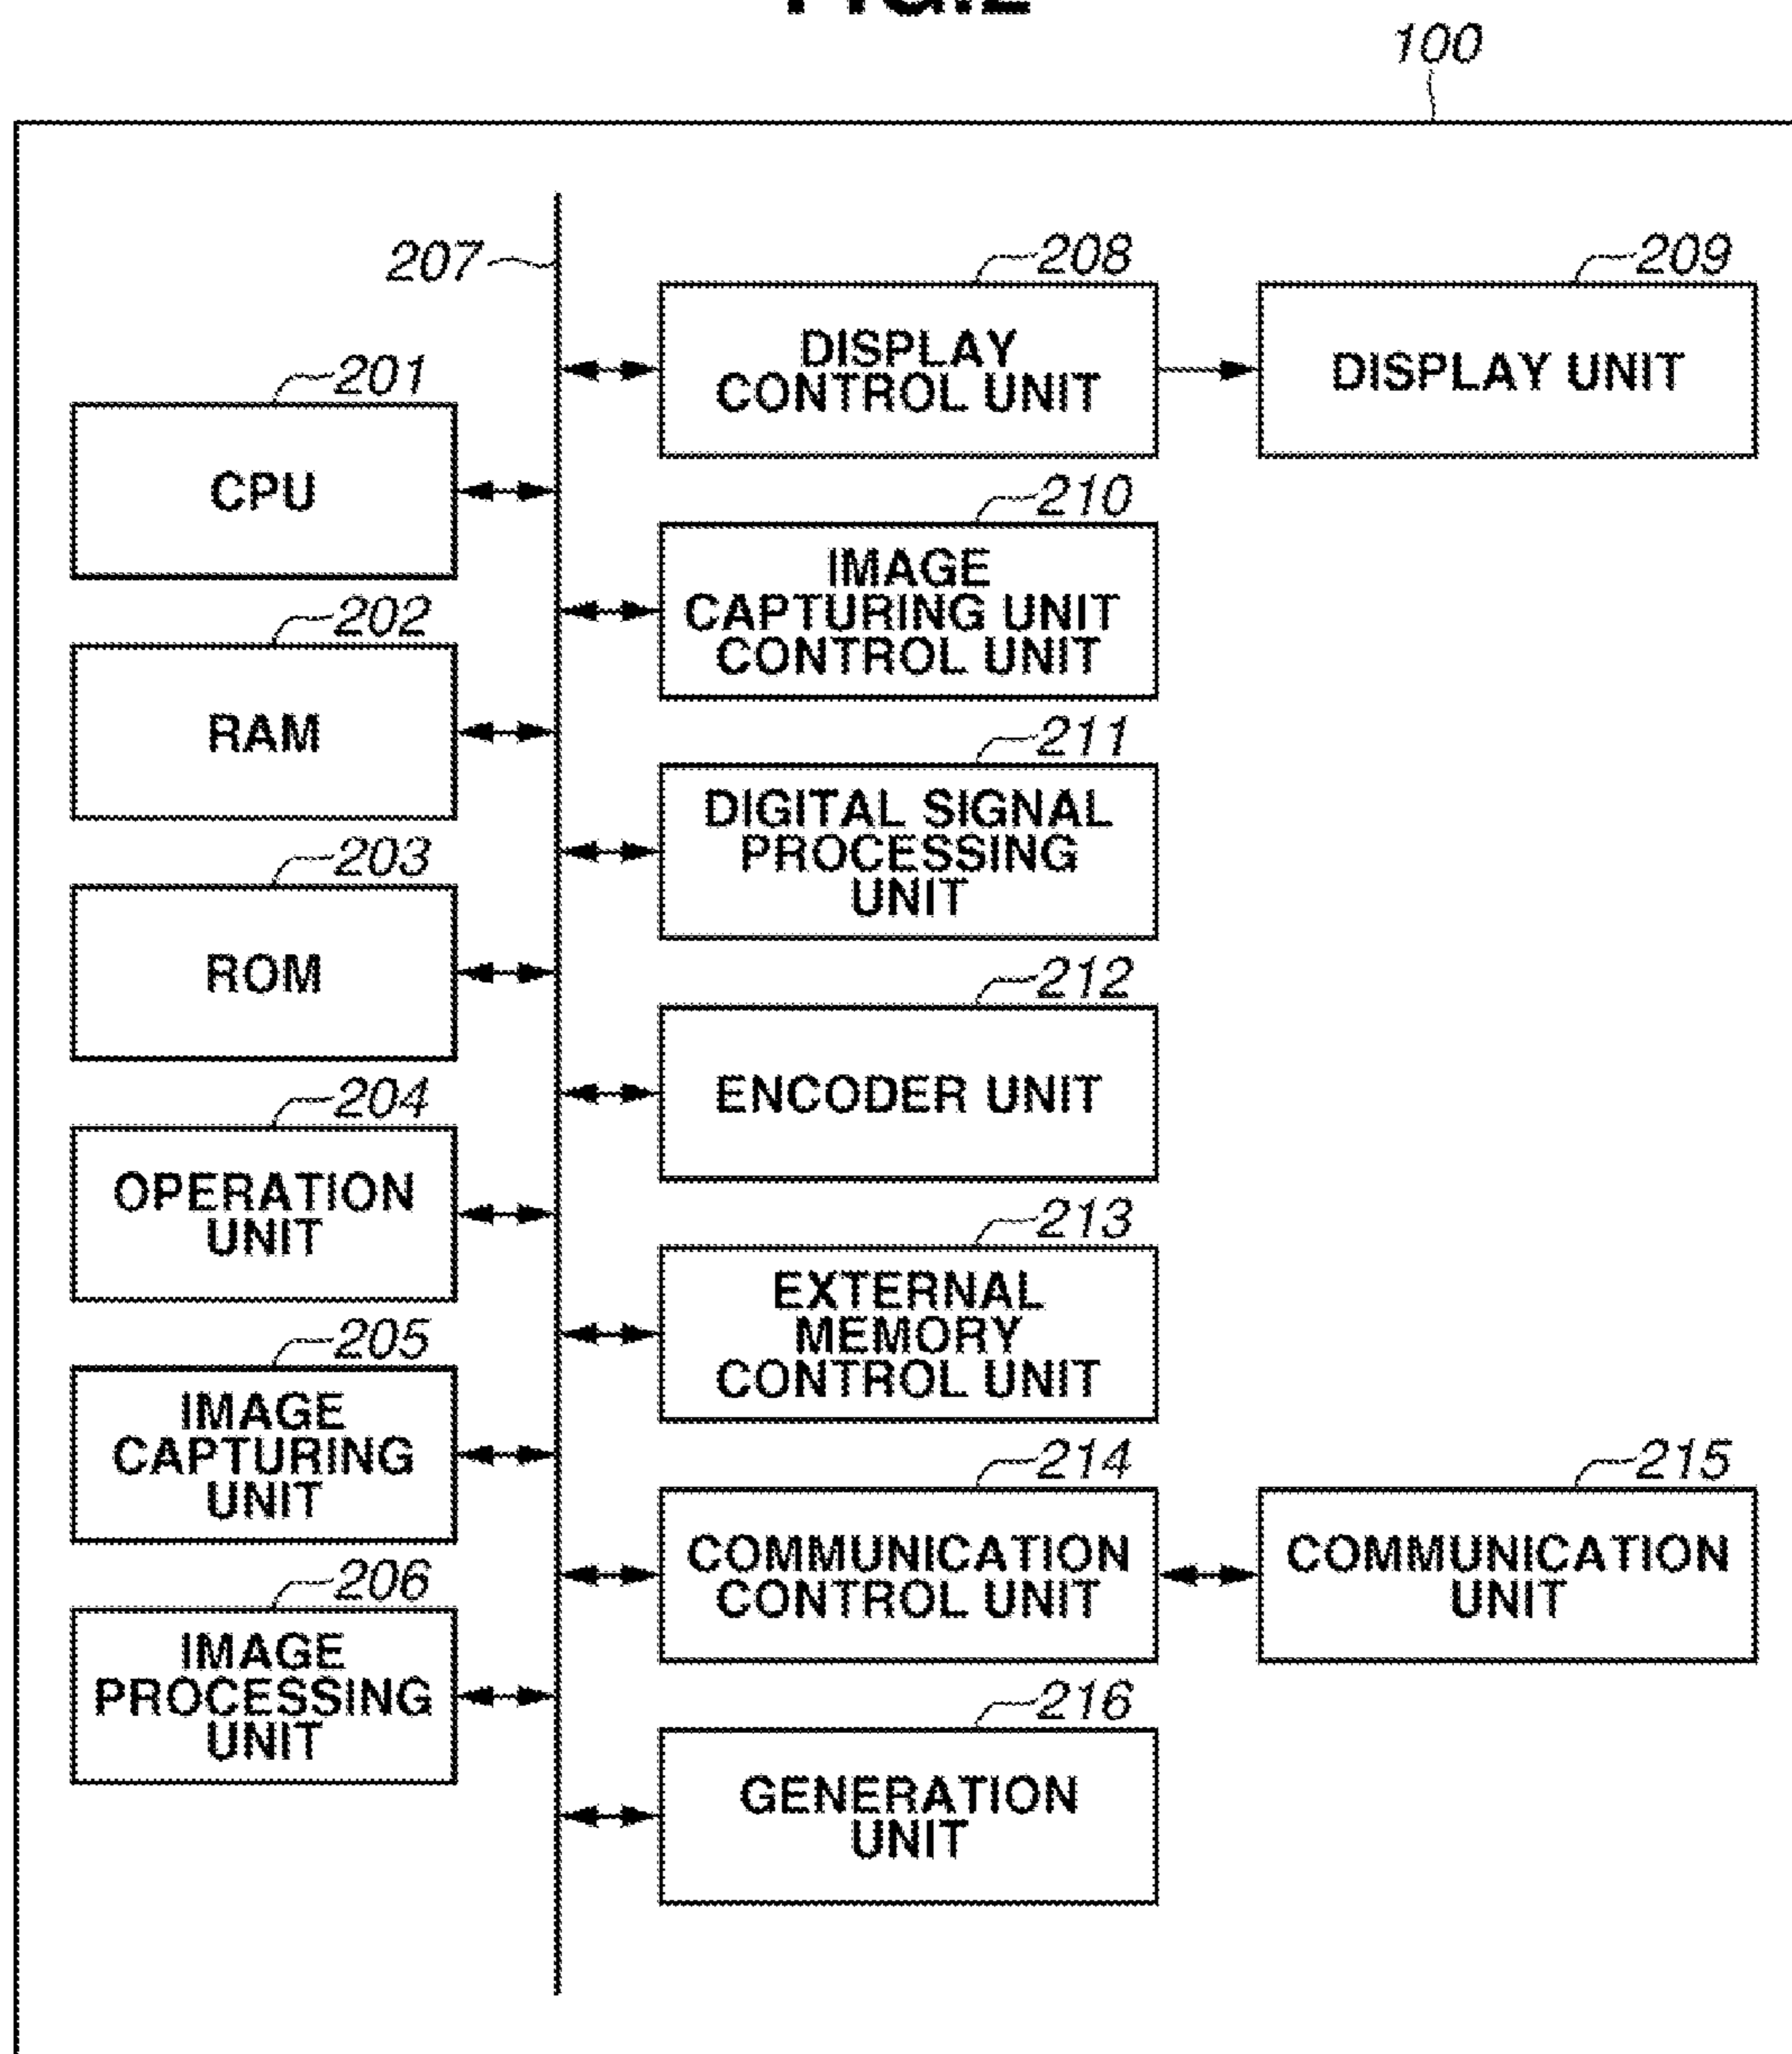 100
207
208
209
DISPLAY
CONTROL UNIT
DISPLAY UNIT
201
CPU
210
IMAGE
CAPTURING UNIT
CONTROL UNIT
202
RAM
211
DIGITAL SIGNAL
PROCESSING
UNIT
203
ROM
212
ENCODER UNIT
204
OPERATION
UNIT
213
EXTERNAL
MEMORY
CONTROL UNIT
205
IMAGE
CAPTURING
UNIT
214
COMMUNICATION
CONTROL UNIT
215
COMMUNICATION
UNIT
206
IMAGE
PROCESSING
UNIT
216
GENERATION
UNIT